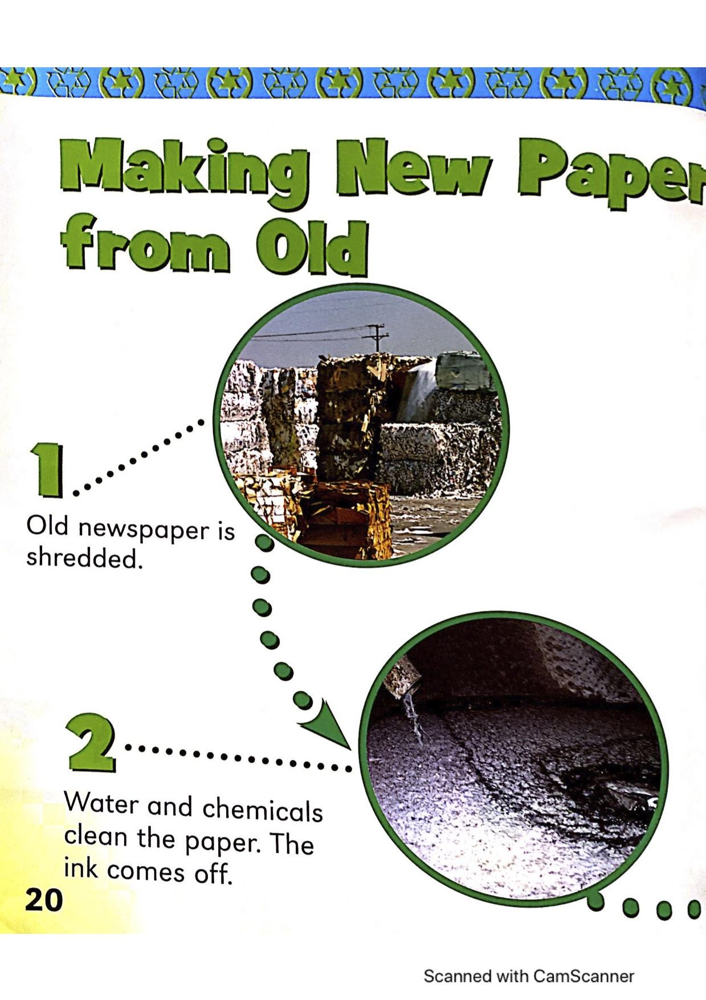 Making New Paper
from Old
1
Old newspaper is
shredded.
2
Water and chemicals
clean the paper. The
ink comes off.
20
Scanned with CamScanner